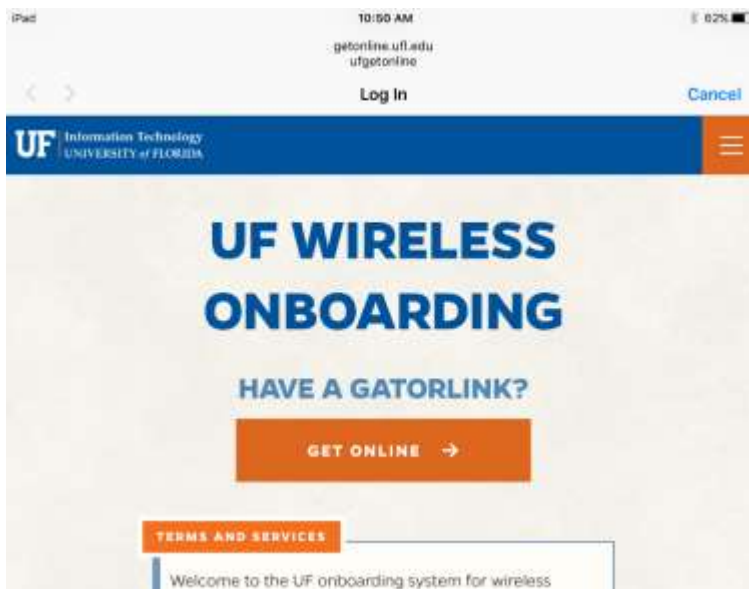 iPad 10:50 AM 62%
getonline.ufl.edu
ufgetonline
Log In Cancel
UF Information Technology
UNIVERSITY of FLORIDA
UF WIRELESS
ONBOARDING
HAVE A GATORLINK?
GET ONLINE →
TERMS AND SERVICES
Welcome to the UF onboarding system for wireless